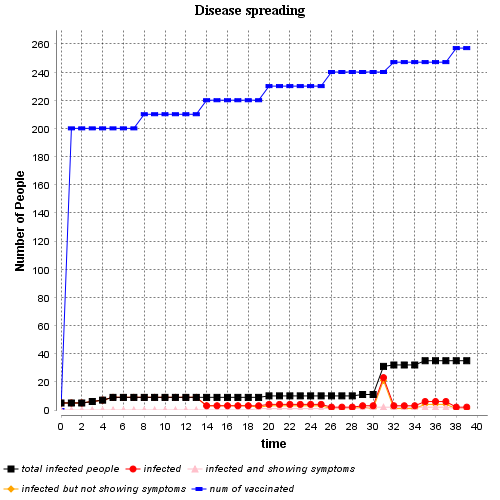 Disease spreading
Number of People
260
240
220
200
180
160
140
120
100
80
60
40
20
0
0 2 4 6 8 10 12 14 16 18 20 22 24 26 28 30 32 34 36 38 40
time
total infected people infected infected and showing symptoms
infected but not showing symptoms num of vaccinated